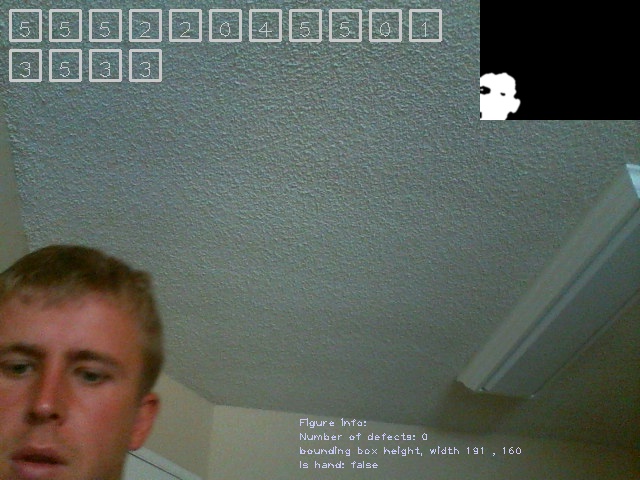 5 5 5 2 2 0 4 5 5 0 1
3 5 3 3
Figure info:
Number of defects: 0
bounding box height, width 191 , 160
is hand: false